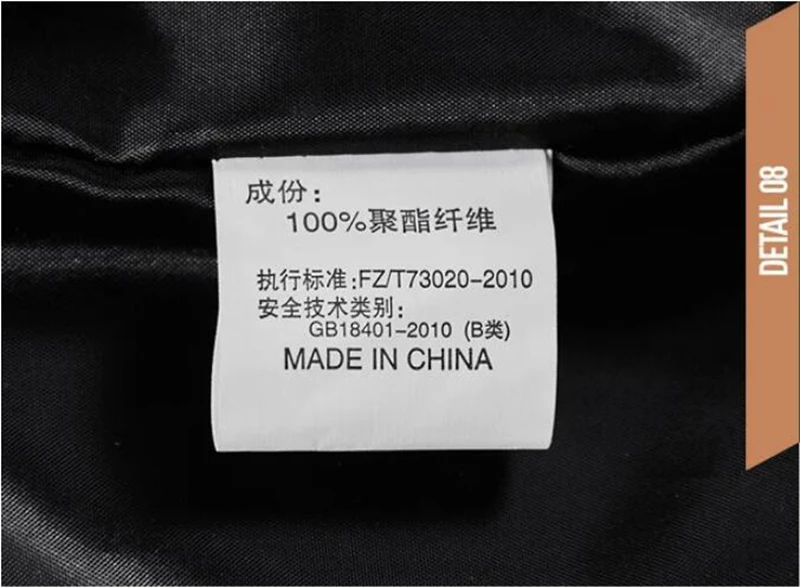 成份：
100%聚酯纤维
执行标准:FZ/T73020-2010
安全技术类别:
GB18401-2010 (B类)
MADE IN CHINA
DETAIL 08